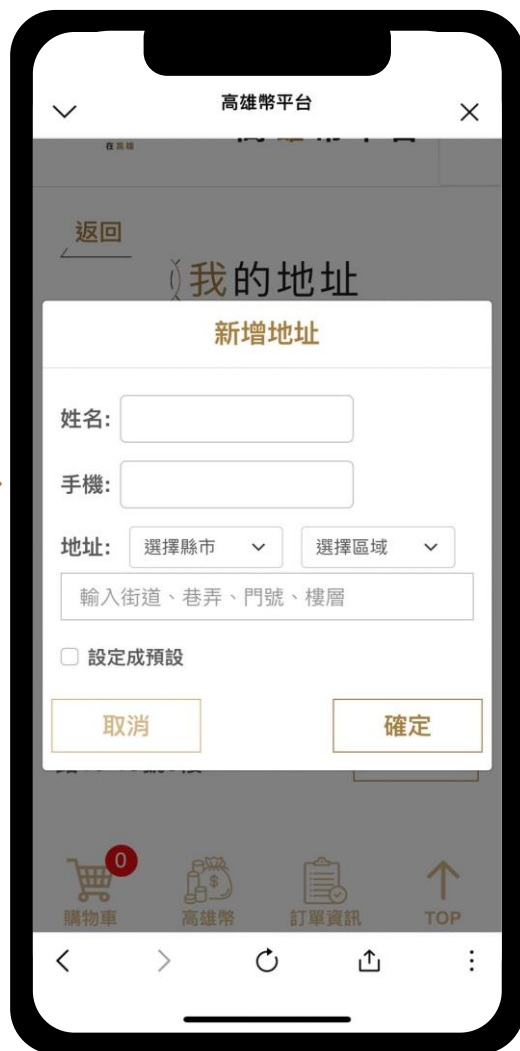 高雄幣平台
在高雄
返回
我的地址
新增地址
姓名:
手機:
地址: 選擇縣市 選擇區域
輸入街道、巷弄、門號、樓層
設定成預設
取消 確定
0
購物車 高雄幣 訂單資訊 TOP